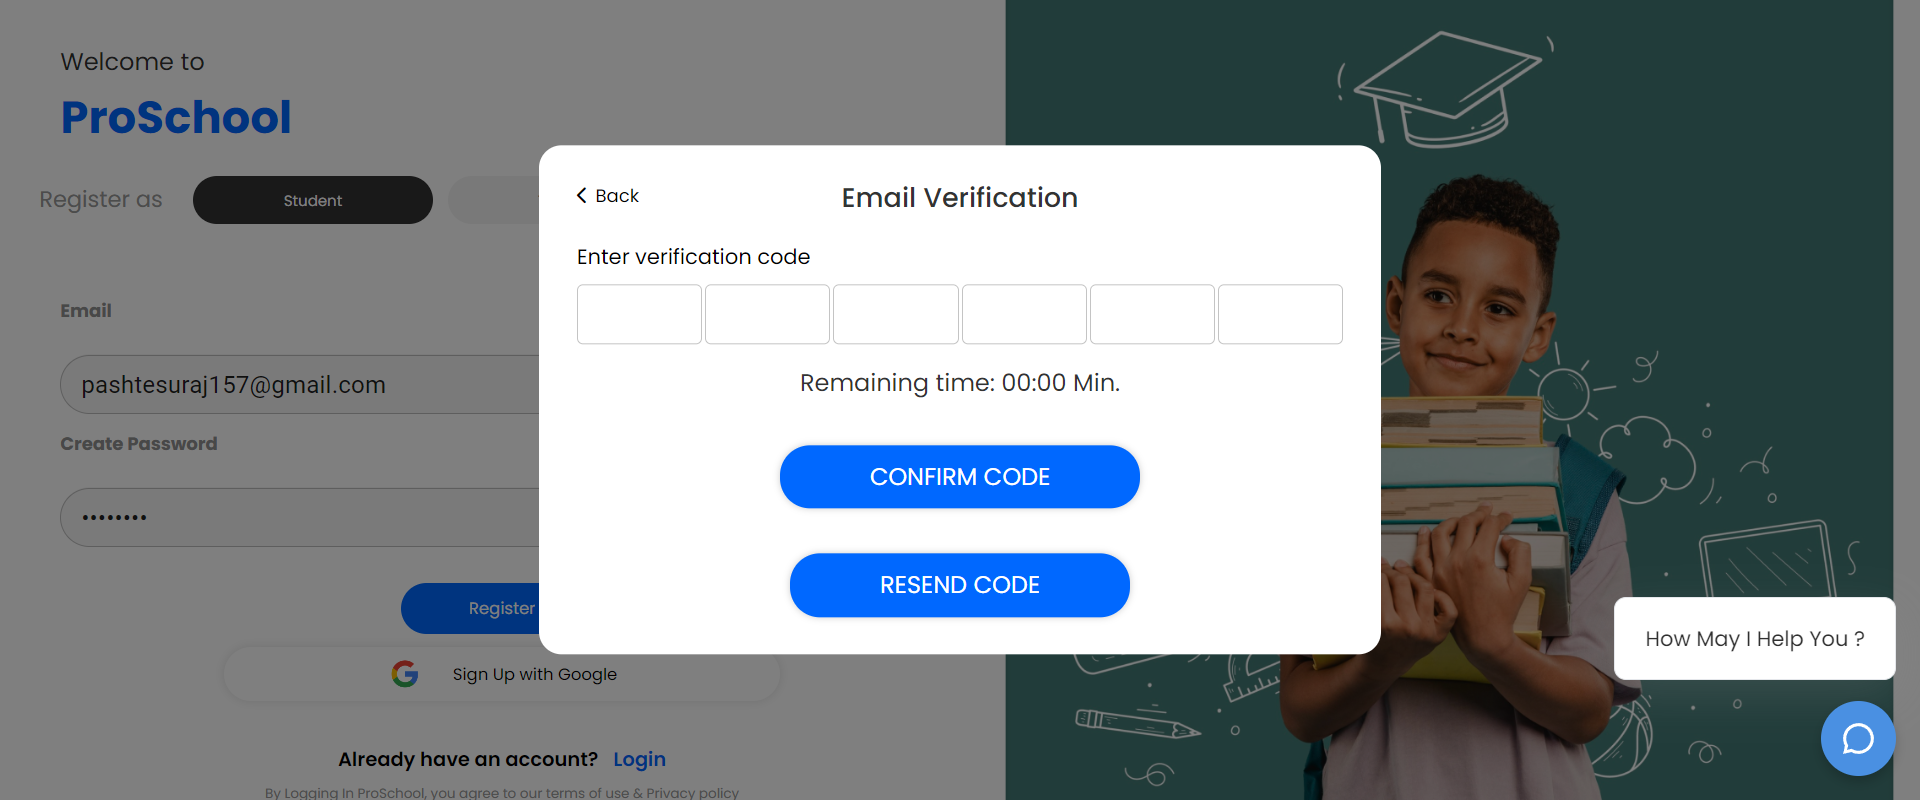 Welcome to
ProSchool
Register as
Student
Email
pashtesuraj157@gmail.com
Create Password
••••••••
Register
Sign Up with Google
Already have an account? Login
By Logging In ProSchool, you agree to our terms of use & Privacy policy
Back
Email Verification
Enter verification code
Remaining time: 00:00 Min.
CONFIRM CODE
RESEND CODE
How May I Help You ?